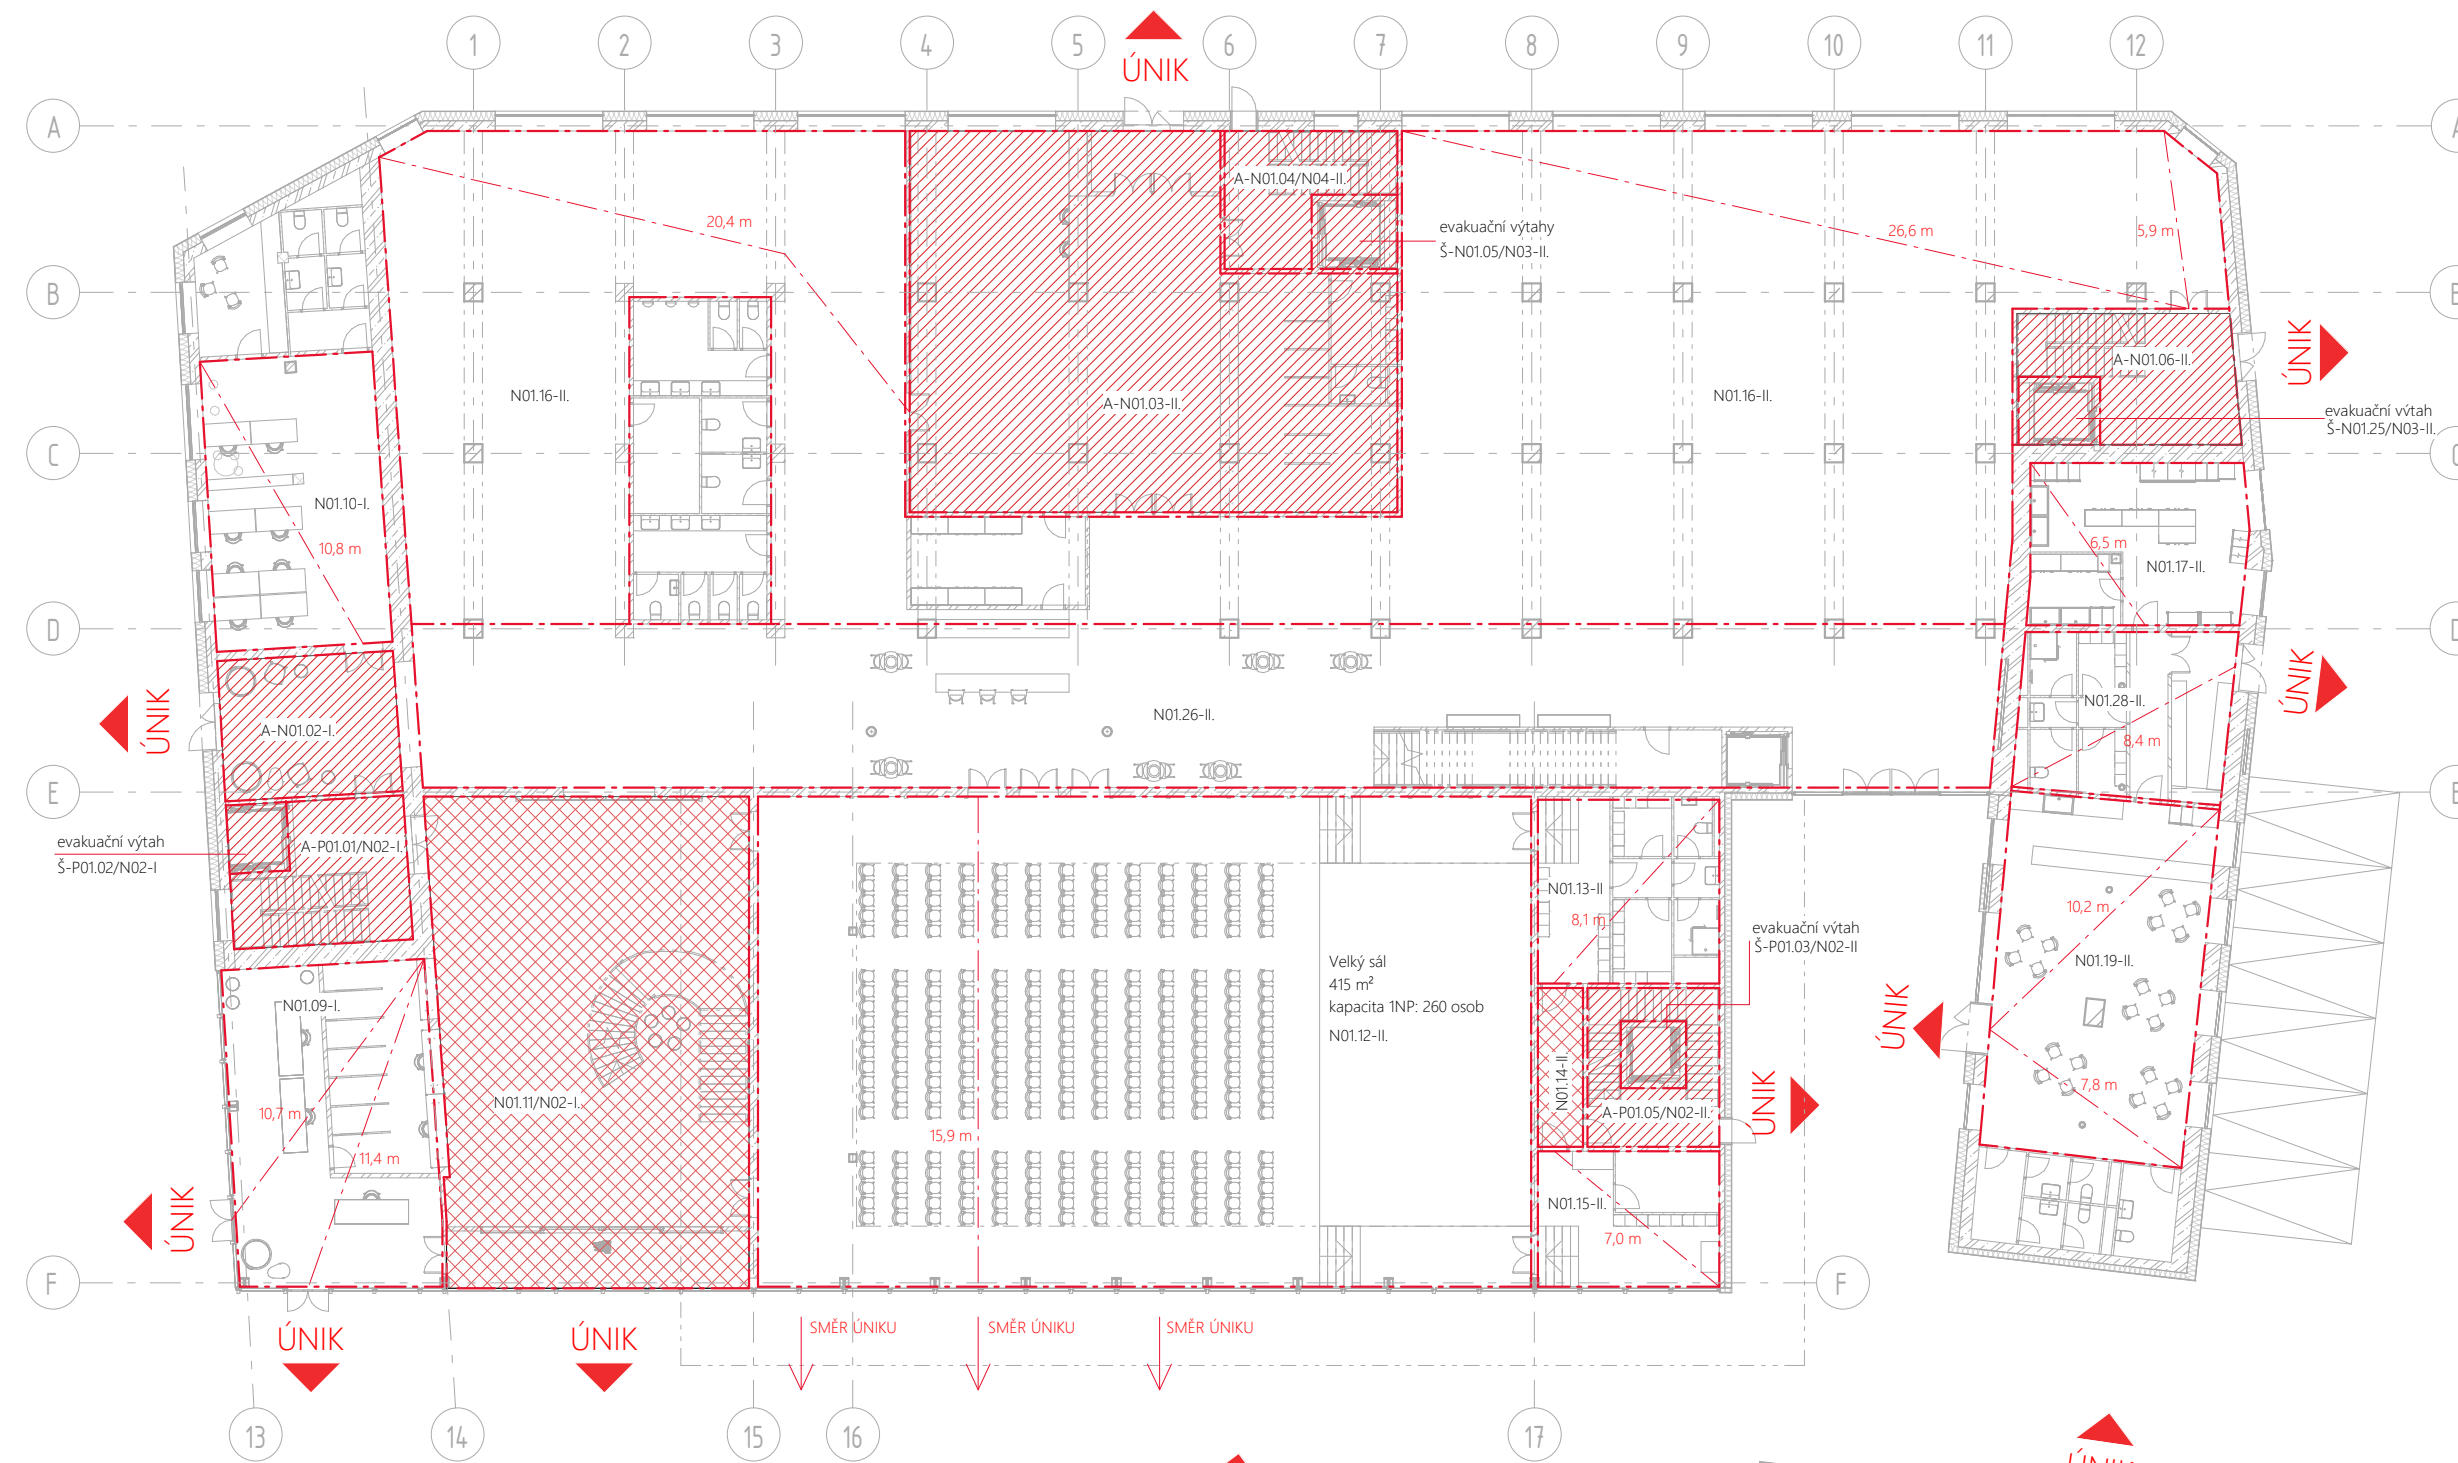 1
2
3
4
5
6
7
8
9
10
11
12
ÚNIK
A
A-N01.04/N04-II.
20,4 m
evakuační výtahy
Š-N01.05/N03-II.
26,6 m
5,9 m
B
ÚNIK
A-N01.06-II.
N01.16-II.
A-N01.03-II.
N01.16-II.
evakuační výtah
Š-N01.25/N03-II.
C
N01.10-I.
10,8 m
6,5 m
N01.17-II.
D
ÚNIK
A-N01.02-I.
N01.26-II.
N01.28-II.
8,4 m
ÚNIK
E
evakuační výtah
Š-P01.02/N02-I
A-P01.01/N02-I.
N01.13-II
8,1 m
evakuační výtah
Š-P01.03/N02-II
10,2 m
N01.19-II.
Velký sál
415 m²
kapacita 1NP: 260 osob
N01.12-II.
N01.09-I.
ÚNIK
10,7 m
11,4 m
N01.11/N02-I.
15,9 m
N01.14-II.
A-P01.05/N02-II.
ÚNIK
7,8 m
N01.15-II.
7,0 m
ÚNIK
F
F
ÚNIK
ÚNIK
SMĚR ÚNIKU
SMĚR ÚNIKU
SMĚR ÚNIKU
13
14
15
16
17